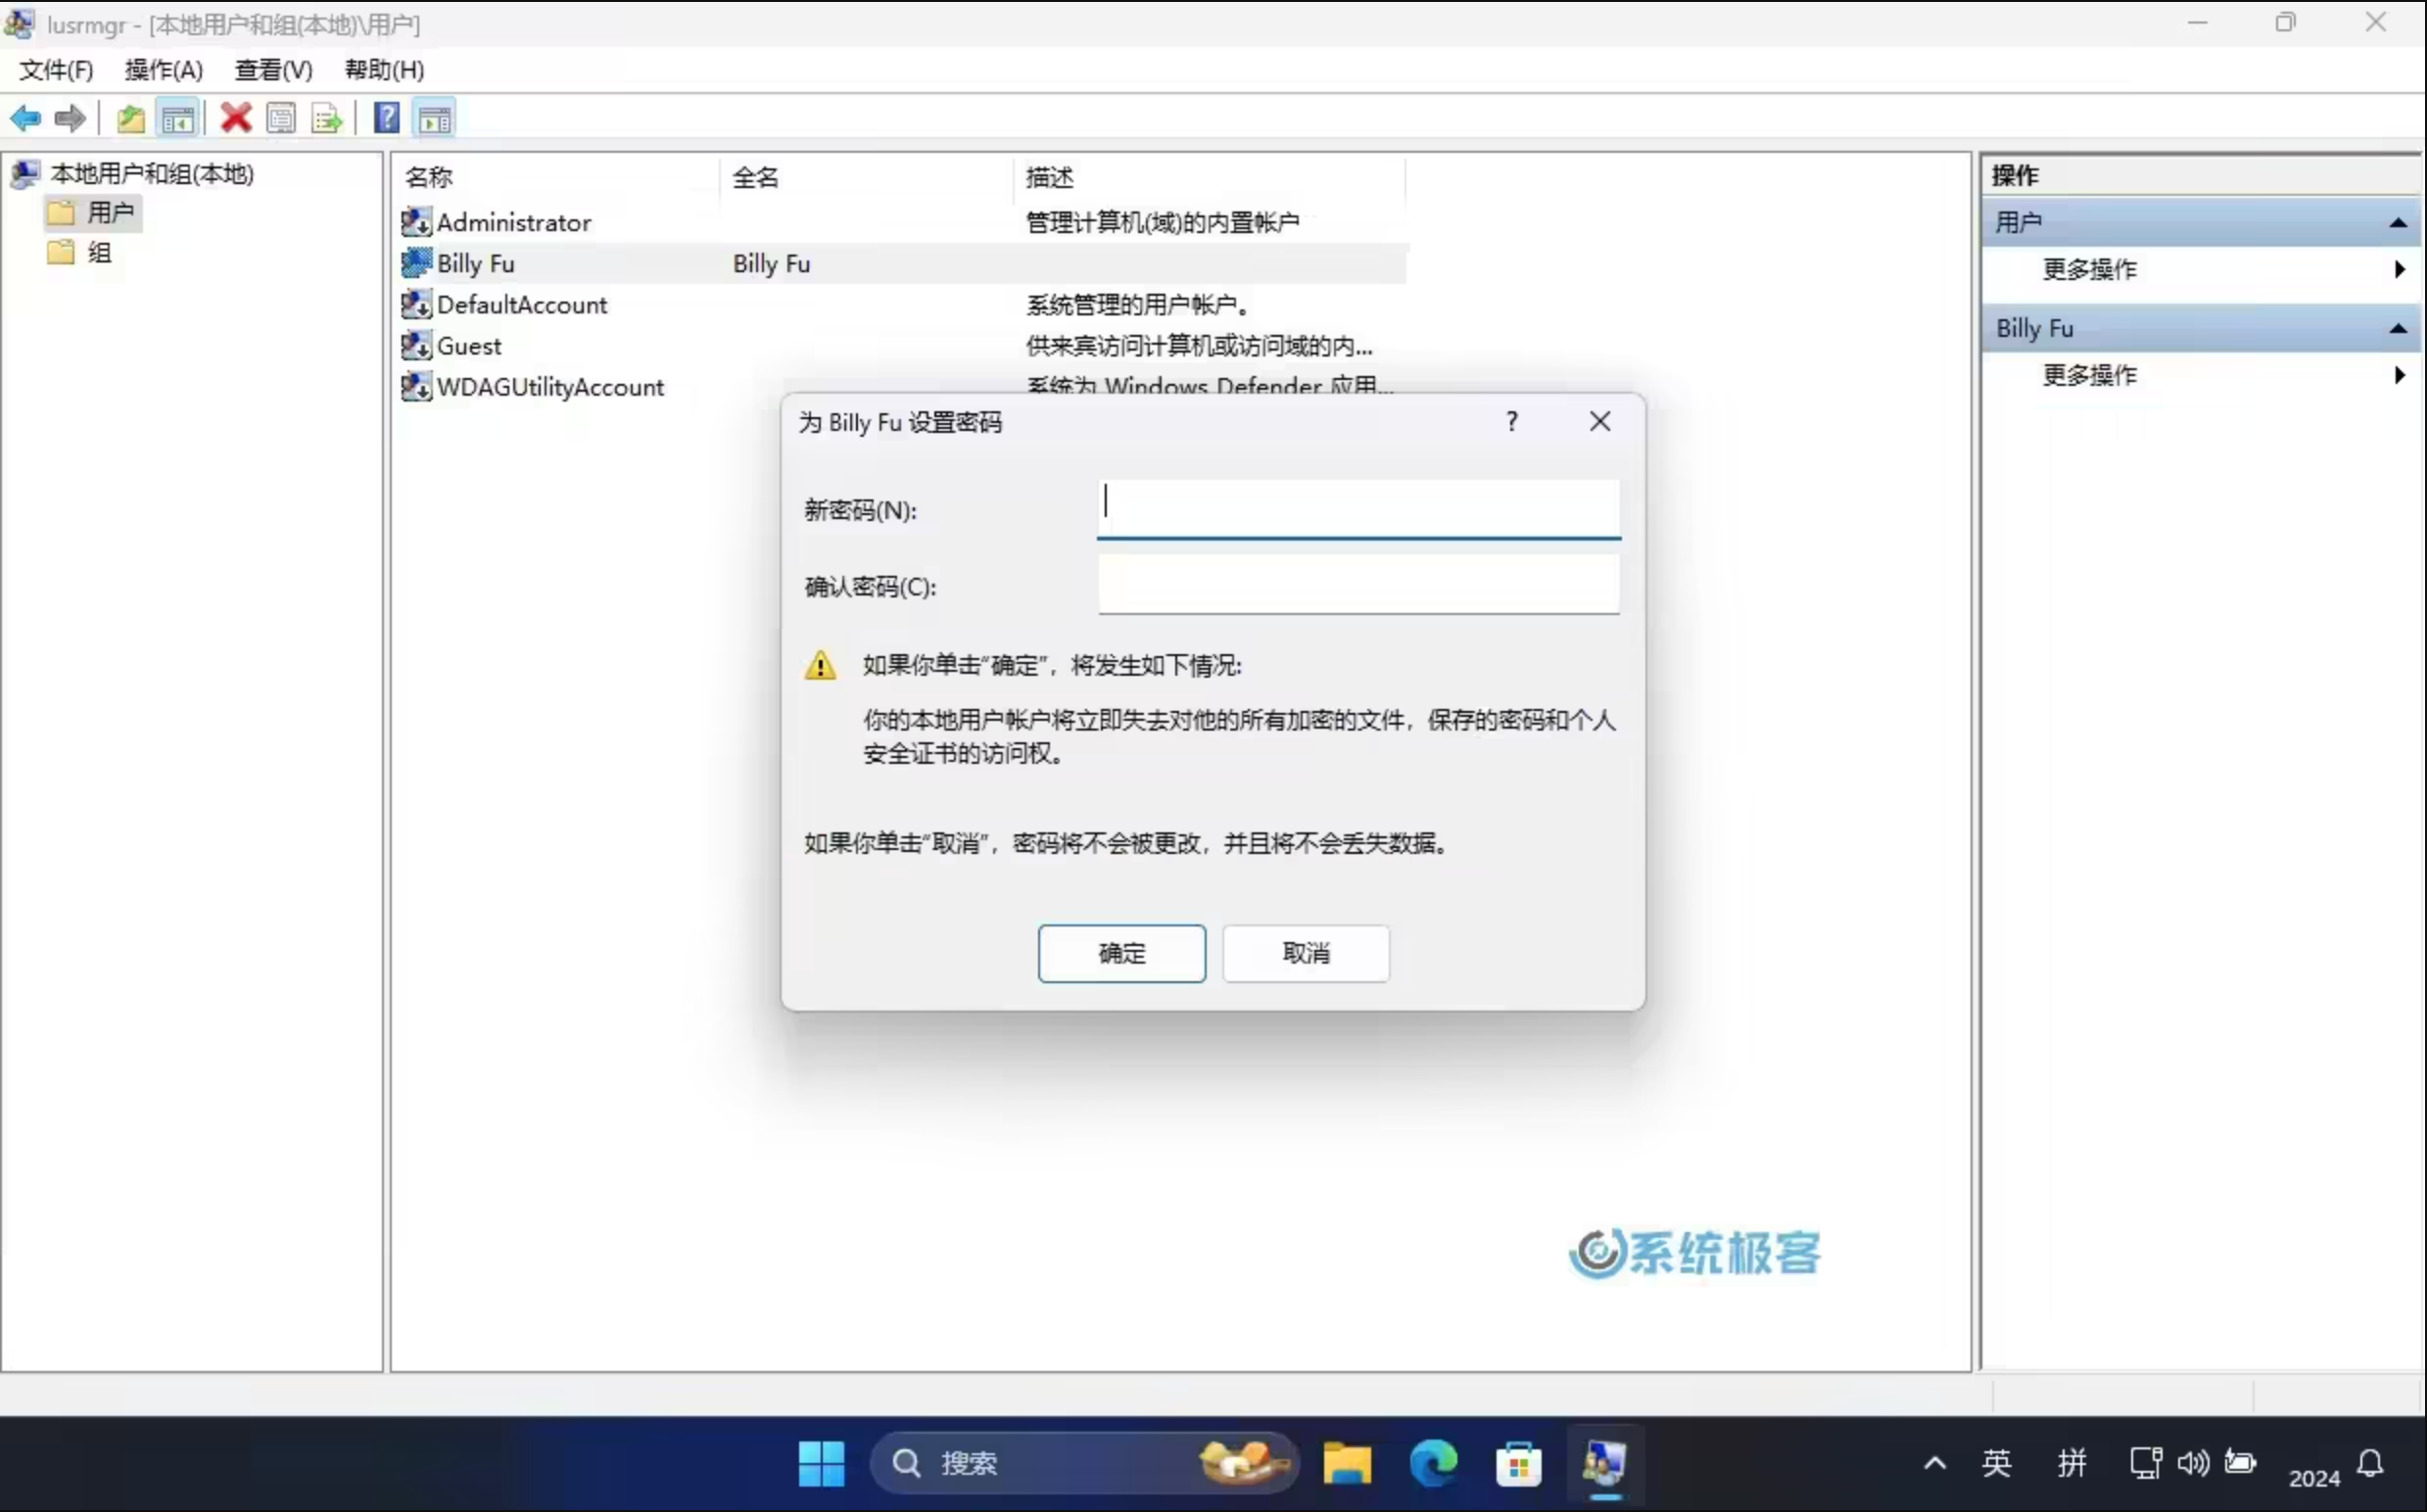 lusrmgr - [本地用户和组(本地)\用户]
文件(F) 操作(A) 查看(V) 帮助(H)
本地用户和组(本地)
用户
组
名称 全名 描述
Administrator 管理计算机(域)的内置帐户
Billy Fu Billy Fu
DefaultAccount 系统管理的用户帐户。
Guest 供来宾访问计算机或访问域的内...
WDAGUtilityAccount 系统为 Windows Defender 应用...
操作
用户
更多操作
Billy Fu
更多操作
为 Billy Fu 设置密码
?
新密码(N):
确认密码(C):
如果你单击“确定”，将发生如下情况:
你的本地用户帐户将立即失去对他的所有加密的文件，保存的密码和个人
安全证书的访问权。
如果你单击“取消”，密码将不会被更改，并且将不会丢失数据。
确定 取消
系统极客
搜索
英 拼 2024